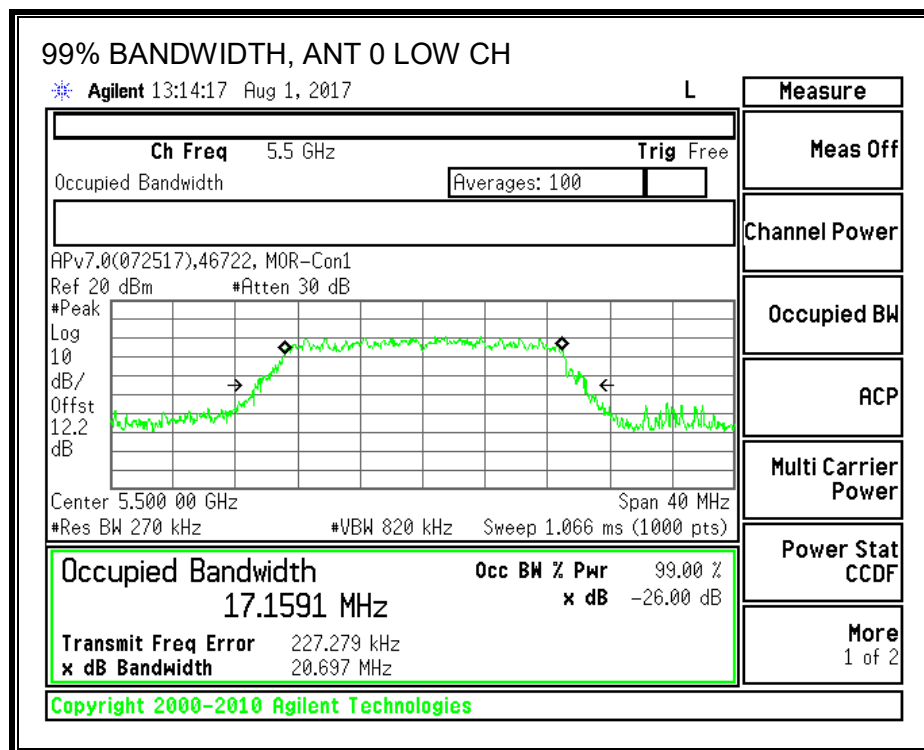 99% BANDWIDTH, ANT 0 LOW CH
Agilent 13:14:17 Aug 1, 2017 L
Measure
Ch Freq 5.5 GHz Trig Free
Occupied Bandwidth Averages: 100
APv7.0(072517),46722, MOR-Con1
Ref 20 dBm #Atten 30 dB
#Peak
Log
10
dB/
Offst
12.2
dB
Center 5.500 00 GHz Span 40 MHz
#Res BW 270 kHz #VBW 820 kHz Sweep 1.066 ms (1000 pts)
Occupied Bandwidth Occ BW % Pwr 99.00 %
17.1591 MHz x dB -26.00 dB
Transmit Freq Error 227.279 kHz
x dB Bandwidth 20.697 MHz
Meas Off
Channel Power
Occupied BW
ACP
Multi Carrier
Power
Power Stat
CCDF
More
1 of 2
Copyright 2000-2010 Agilent Technologies